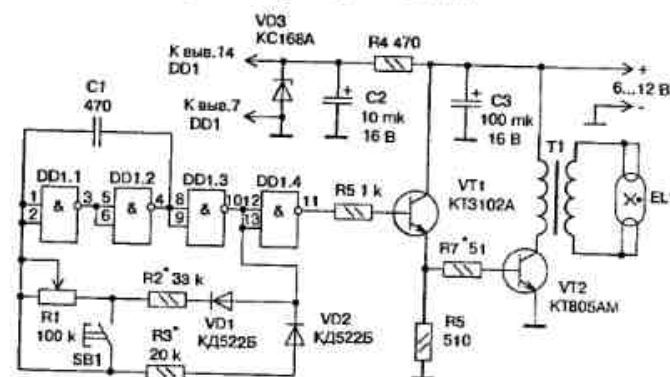 VD3
КС168А
К выв.14
DD1
R4 470
+
6...12 В
-
C1
470
К выв.7
DD1
+
C2
10 mk
16 В
+
C3
100 mk
16 В
T1
DD1.1
DD1.2
DD1.3
DD1.4
1
2
&
3
5
6
&
4
8
9
&
10
12
13
&
11
R5 1 k
VT1
КТ3102А
EL
R1
100 k
SB1
R2* 33 k
VD1
КД522Б
R3*
20 k
VD2
КД522Б
R7* 51
VT2
КТ805АМ
R5
510